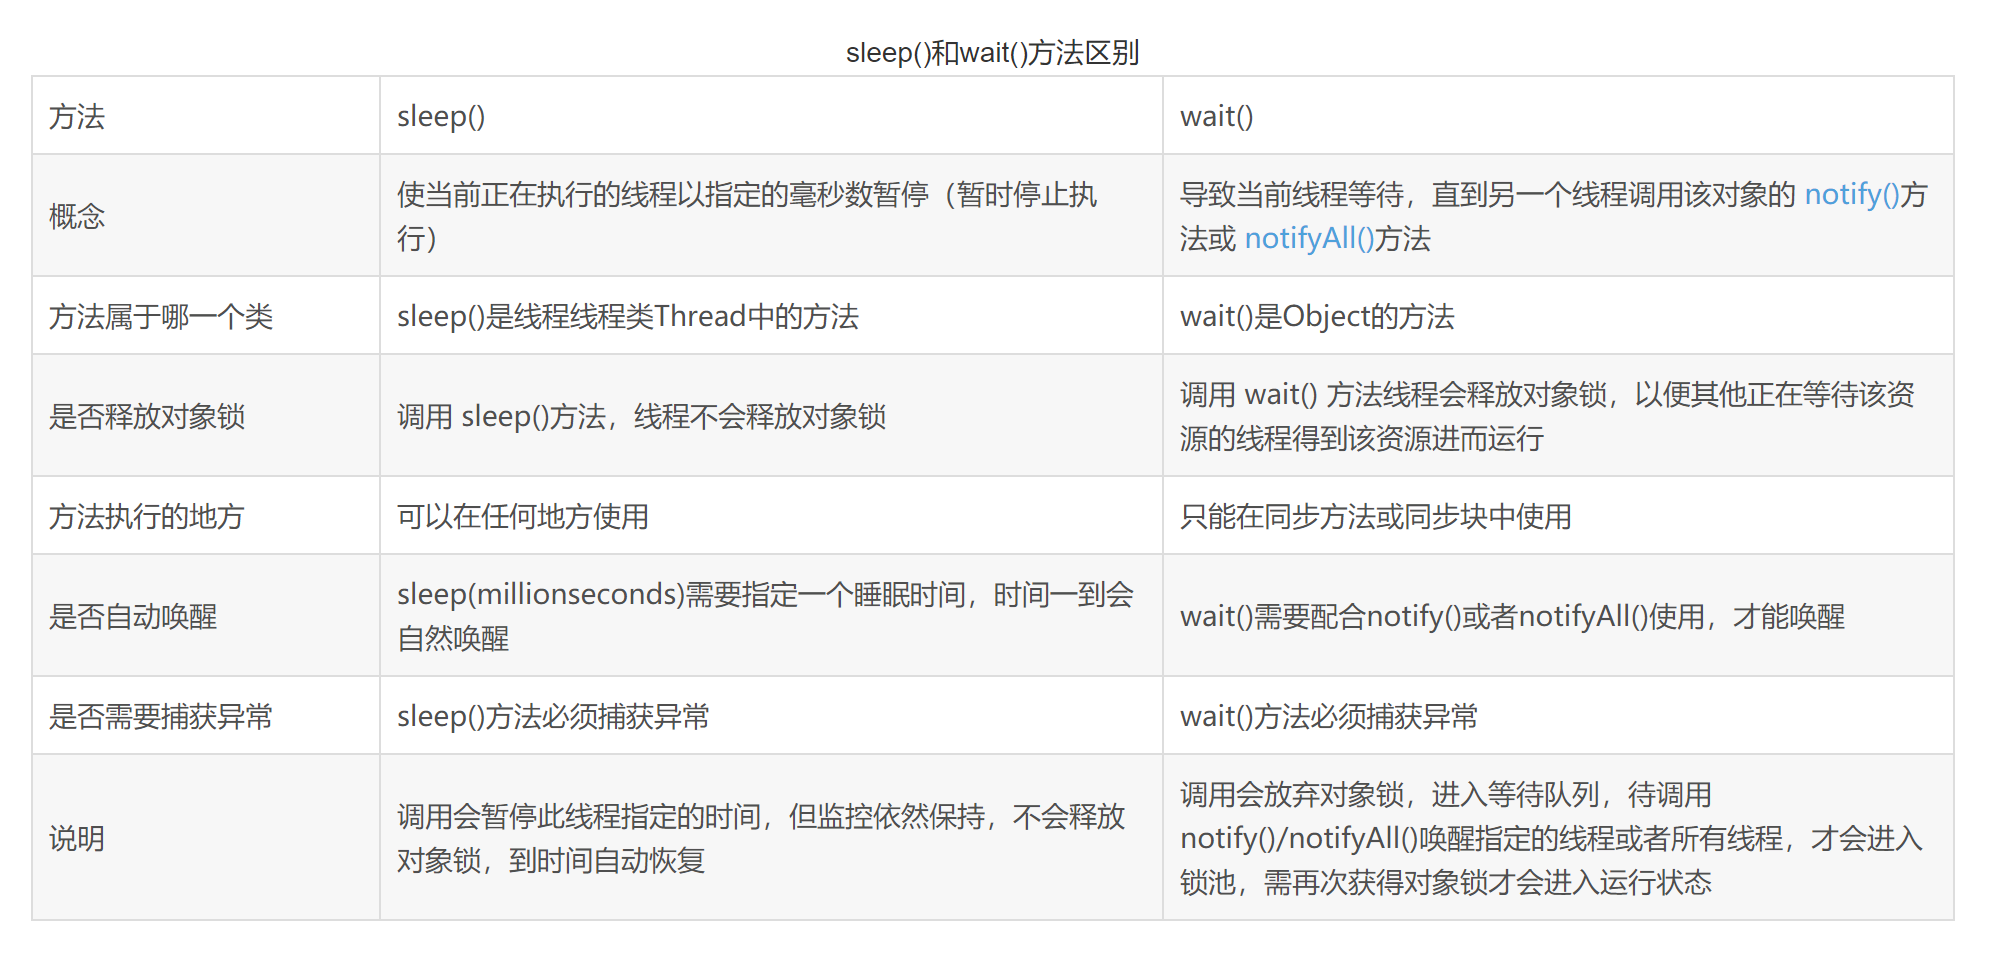 sleep()和wait()方法区别
方法
sleep()
wait()
概念
使当前正在执行的线程以指定的毫秒数暂停（暂时停止执
行）
导致当前线程等待，直到另一个线程调用该对象的 notify()方
法或 notifyAll()方法
方法属于哪一个类
sleep()是线程线程类Thread中的方法
wait()是Object的方法
是否释放对象锁
调用 sleep()方法，线程不会释放对象锁
调用 wait() 方法线程会释放对象锁，以便其他正在等待该资
源的线程得到该资源进而运行
方法执行的地方
可以在任何地方使用
只能在同步方法或同步块中使用
是否自动唤醒
sleep(millionseconds)需要指定一个睡眠时间，时间一到会
自然唤醒
wait()需要配合notify()或者notifyAll()使用，才能唤醒
是否需要捕获异常
sleep()方法必须捕获异常
wait()方法必须捕获异常
说明
调用会暂停此线程指定的时间，但监控依然保持，不会释放
对象锁，到时间自动恢复
调用会放弃对象锁，进入等待队列，待调用
notify()/notifyAll()唤醒指定的线程或者所有线程，才会进入
锁池，需再次获得对象锁才会进入运行状态